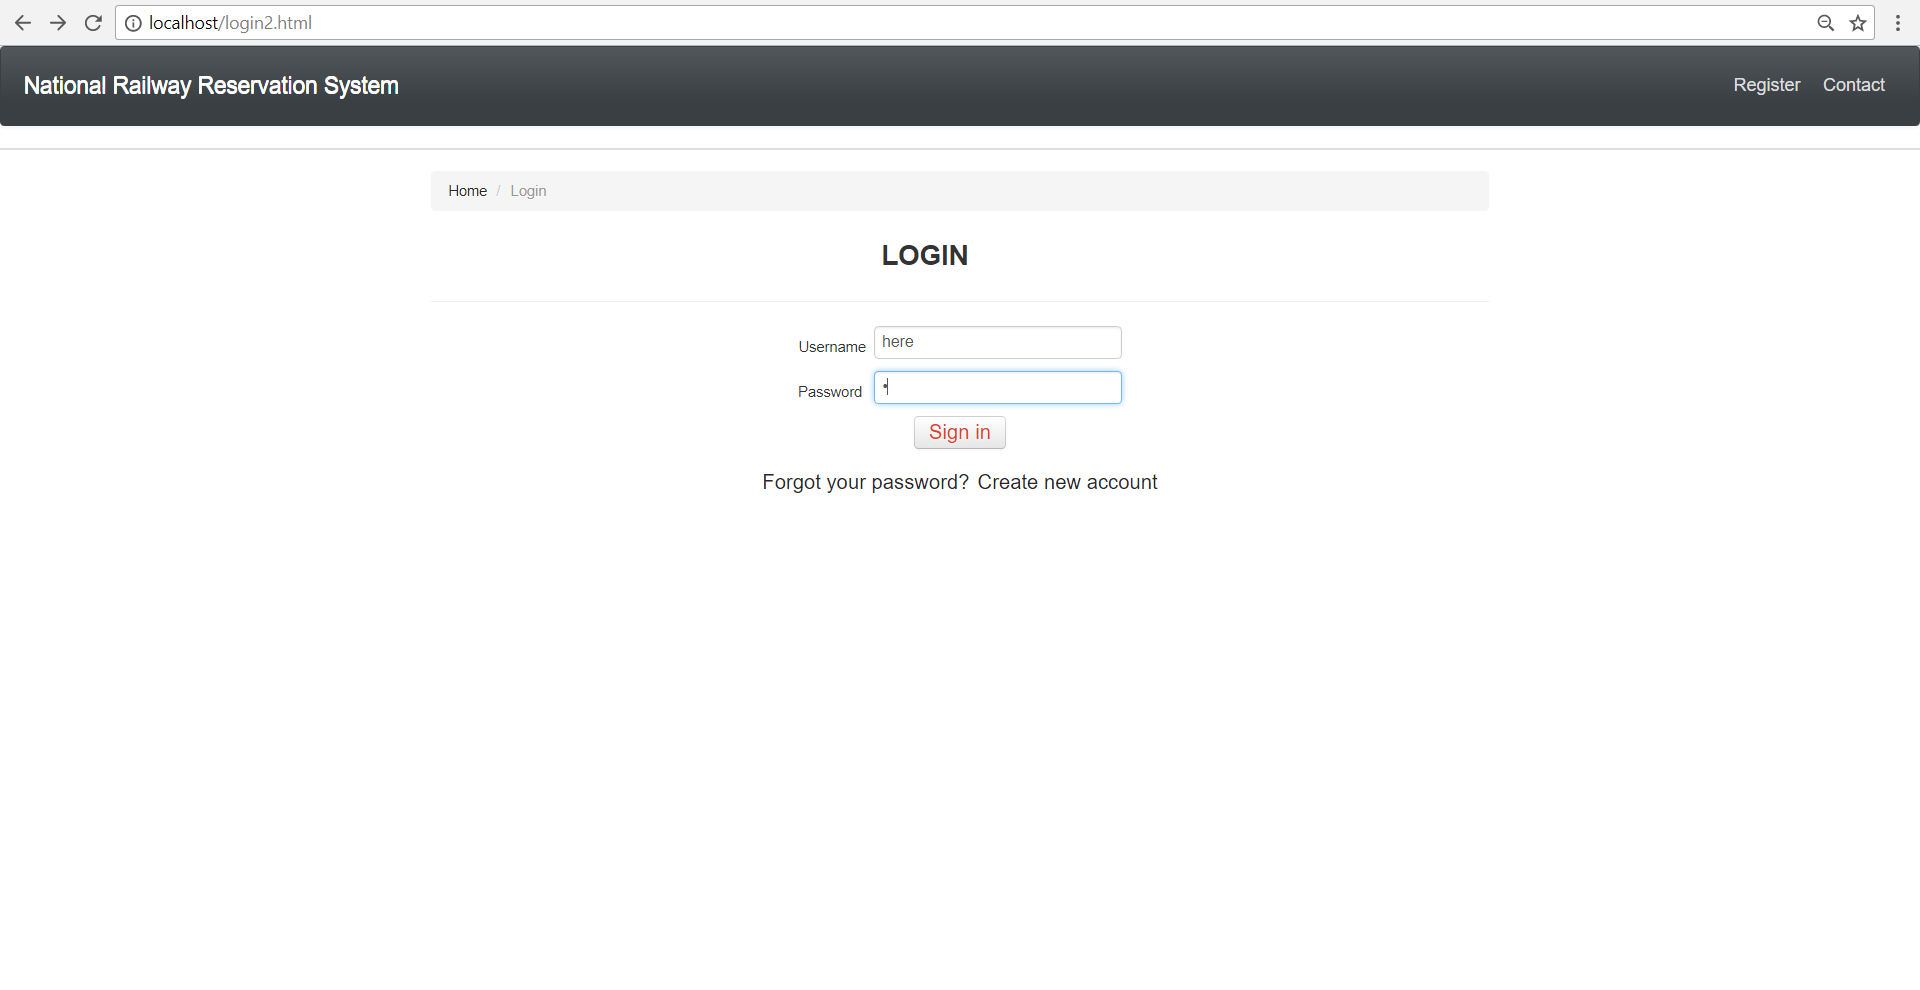 localhost/login2.html
National Railway Reservation System Register Contact
Home / Login
LOGIN
Username here
Password •
Sign in
Forgot your password? Create new account